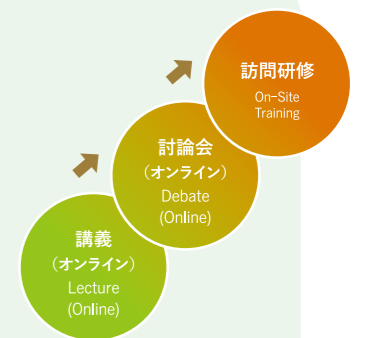 訪問研修
On-Site
Training
討論会
（オンライン）
Debate
(Online)
講義
（オンライン）
Lecture
(Online)